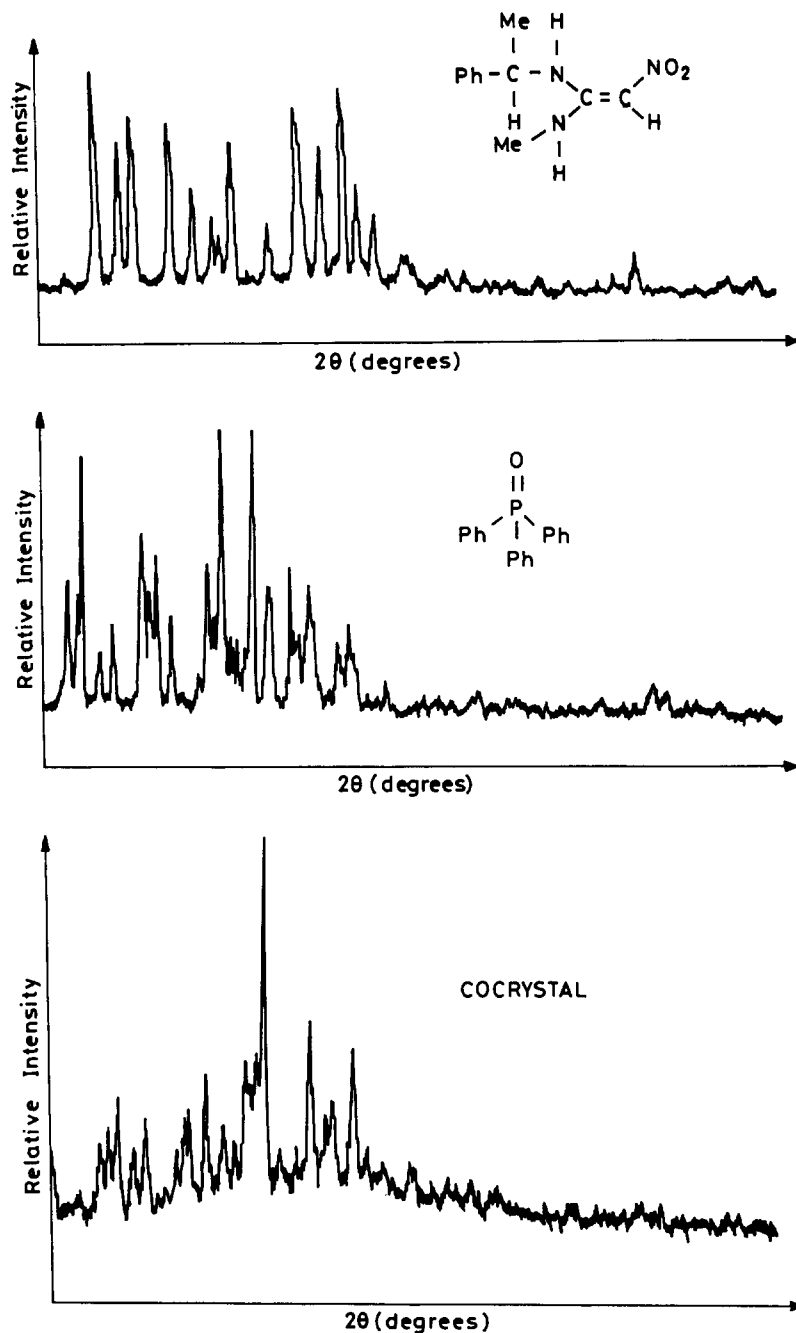 Me H
Ph-C-N NO2
C=C
H H
Me N
H
Relative Intensity
2θ (degrees)
O
P
Ph Ph
Ph
Relative Intensity
2θ (degrees)
COCRYSTAL
Relative Intensity
2θ (degrees)